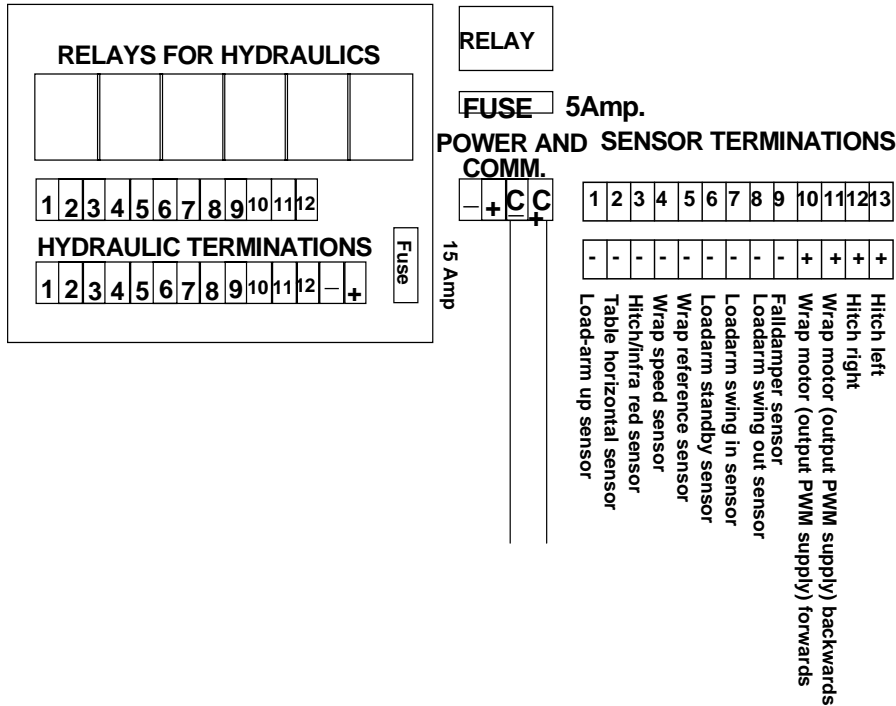 RELAYS FOR HYDRAULICS
1 2 3 4 5 6 7 8 9 10 11 12
HYDRAULIC TERMINATIONS
1 2 3 4 5 6 7 8 9 10 11 12 – +
Fuse
15 Amp
RELAY
FUSE 5Amp.
POWER AND
COMM.
– + C– C+
SENSOR TERMINATIONS
1 2 3 4 5 6 7 8 9 10 11 12 13
- - - - - - - - - + + + +
Load-arm up sensor
Table horizontal sensor
Hitch/infra red sensor
Wrap speed sensor
Wrap reference sensor
Loadarm standby sensor
Loadarm swing in sensor
Loadarm swing out sensor
Falldamper sensor
Wrap motor (output PWM supply) forwards
Wrap motor (output PWM supply) backwards
Hitch right
Hitch left